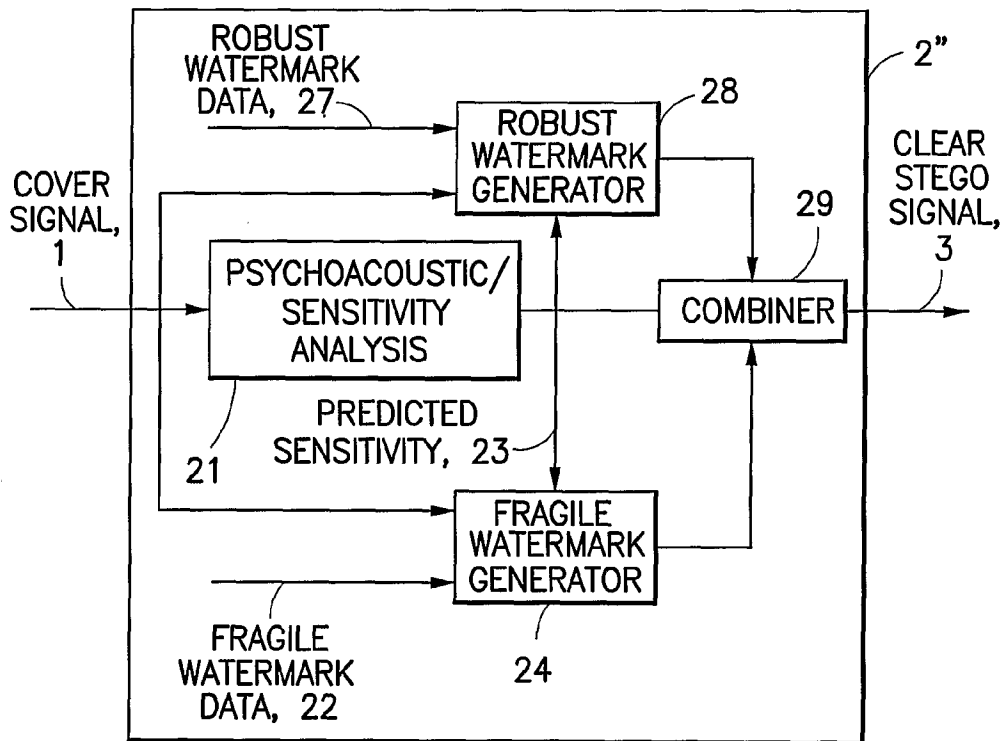 ROBUST
WATERMARK
DATA, 27
2"
28
ROBUST
WATERMARK
GENERATOR
CLEAR
STEGO
SIGNAL,
3
COVER
SIGNAL,
1
29
PSYCHOACOUSTIC/
SENSITIVITY
ANALYSIS
COMBINER
21
PREDICTED
SENSITIVITY, 23
FRAGILE
WATERMARK
GENERATOR
24
FRAGILE
WATERMARK
DATA, 22